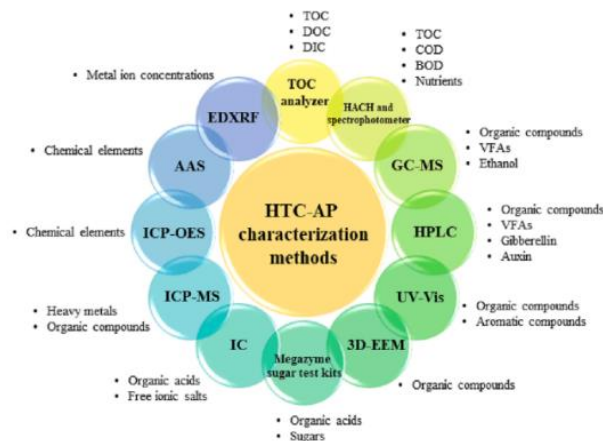 HTC-AP
characterization
methods
TOC
analyzer
• TOC
• DOC
• DIC
HACH and
spectrophotometer
• TOC
• COD
• BOD
• Nutrients
GC-MS
• Organic compounds
• VFAs
• Ethanol
HPLC
• Organic compounds
• VFAs
• Gibberellin
• Auxin
UV-Vis
• Organic compounds
• Aromatic compounds
3D-EEM
• Organic compounds
Megazyme
sugar test kits
• Organic acids
• Sugars
IC
• Organic acids
• Free ionic salts
ICP-MS
• Heavy metals
• Organic compounds
ICP-OES
• Chemical elements
AAS
• Chemical elements
EDXRF
• Metal ion concentrations